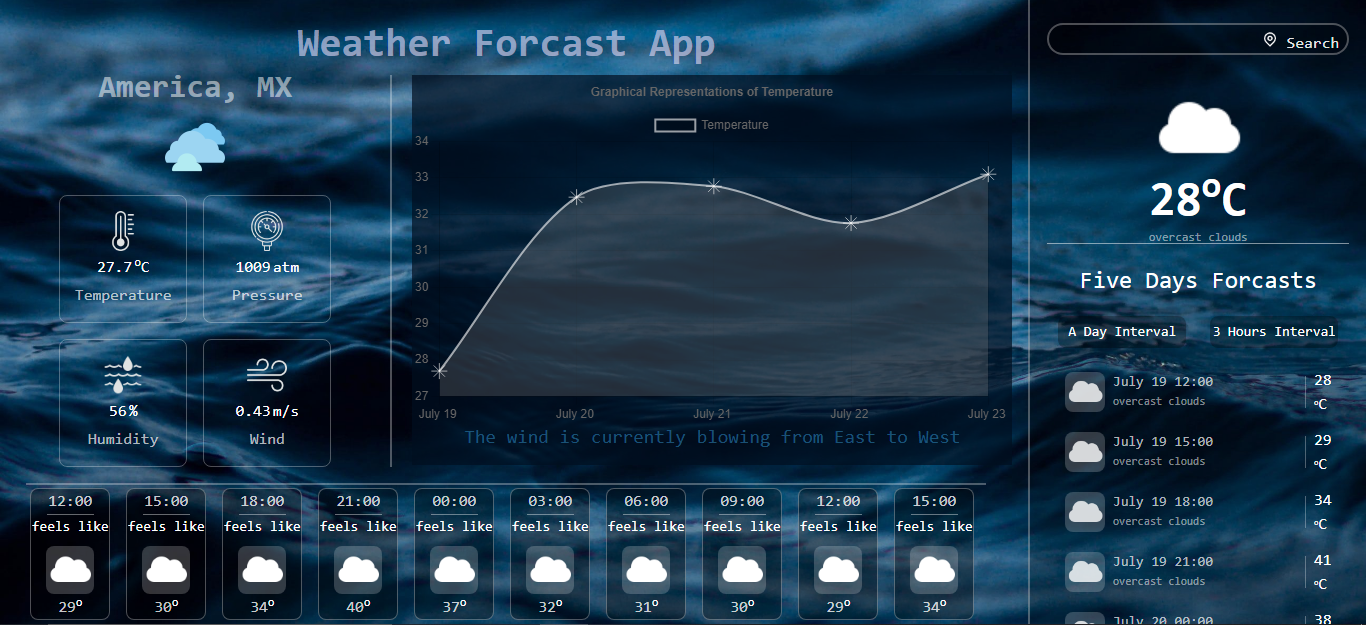 Weather Forcast App
America, MX
27.7°C
1009atm
Temperature
Pressure
56%
0.43m/s
Humidity
Wind
Graphical Representations of Temperature
Temperature
34
33
32
31
30
29
28
27
July 19
July 20
July 21
July 22
July 23
The wind is currently blowing from East to West
12:00
15:00
18:00
21:00
00:00
03:00
06:00
09:00
12:00
15:00
feels like
feels like
feels like
feels like
feels like
feels like
feels like
feels like
feels like
feels like
29°
30°
34°
40°
37°
32°
31°
30°
29°
34°
Search
28°C
overcast clouds
Five Days Forcasts
A Day Interval
3 Hours Interval
July 19 12:00
overcast clouds
28
°C
July 19 15:00
overcast clouds
29
°C
July 19 18:00
overcast clouds
34
°C
July 19 21:00
overcast clouds
41
°C
July 20 00:00
38